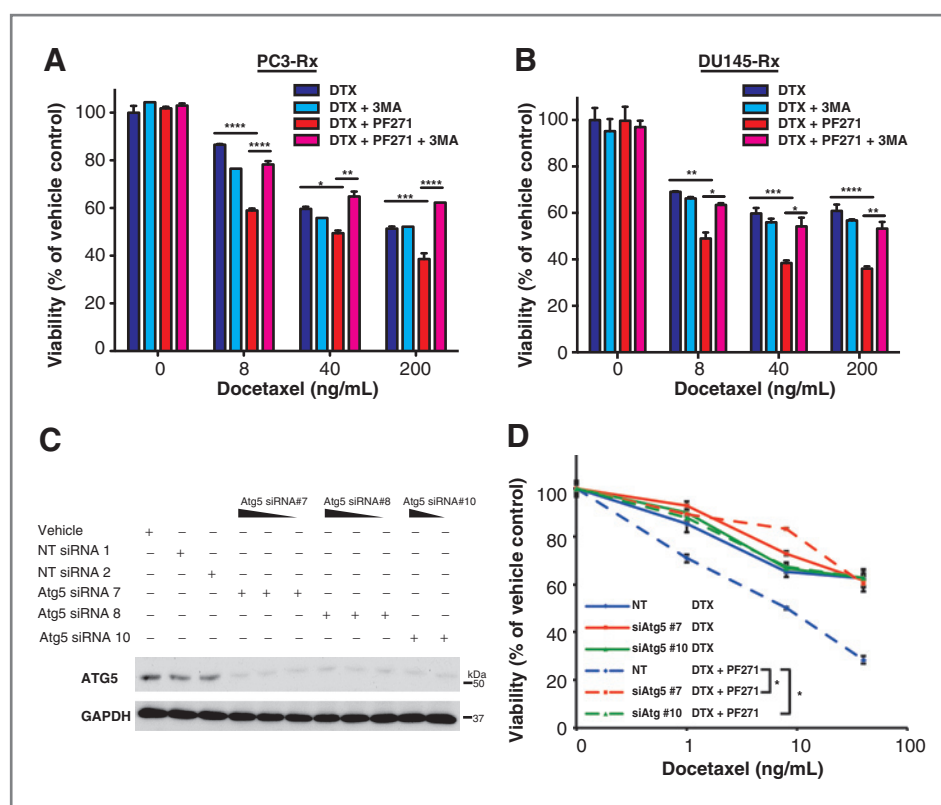 A
PC3-Rx
DTX
DTX + 3MA
DTX + PF271
DTX + PF271 + 3MA
Viability (% of vehicle control)
100
80
60
40
20
0
****
****
*
**
***
****
0 8 40 200
Docetaxel (ng/mL)
B
DU145-Rx
DTX
DTX + 3MA
DTX + PF271
DTX + PF271 + 3MA
Viability (% of vehicle control)
100
80
60
40
20
0
**
*
***
*
****
**
0 8 40 200
Docetaxel (ng/mL)
C
Atg5 siRNA#7 Atg5 siRNA#8 Atg5 siRNA#10
Vehicle + – – – – – – – – – –
NT siRNA 1 – + – – – – – – – – –
NT siRNA 2 – – + – – – – – – – –
Atg5 siRNA 7 – – – + + + – – – – –
Atg5 siRNA 8 – – – – – – + + + – –
Atg5 siRNA 10 – – – – – – – – – + +
ATG5
kDa
50
GAPDH
37
D
Viability (% of vehicle control)
100
80
60
40
20
0
NT DTX
siAtg5 #7 DTX
siAtg5 #10 DTX
NT DTX + PF271
siAtg5 #7 DTX + PF271
siAtg #10 DTX + PF271
*
*
0 1 10 100
Docetaxel (ng/mL)